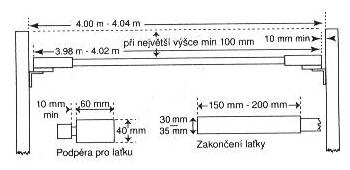 4.00 m - 4.04 m
při největší výšce min 100 mm
10 mm min
3.98 m - 4.02 m
10 mm
min
60 mm
40 mm
Podpěra pro laťku
150 mm - 200 mm
30 mm
35 mm
Zakončení laťky